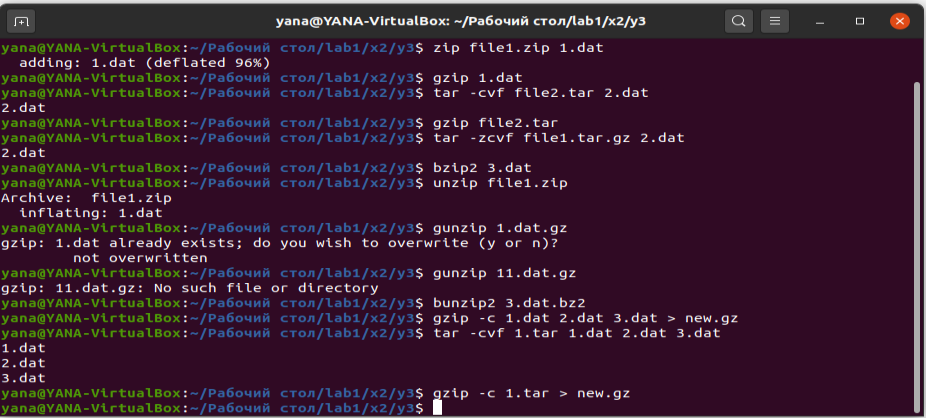 yana@YANA-VirtualBox: ~/Рабочий стол/lab1/x2/y3
yana@YANA-VirtualBox:~/Рабочий стол/lab1/x2/y3$ zip file1.zip 1.dat
  adding: 1.dat (deflated 96%)
yana@YANA-VirtualBox:~/Рабочий стол/lab1/x2/y3$ gzip 1.dat
yana@YANA-VirtualBox:~/Рабочий стол/lab1/x2/y3$ tar -cvf file2.tar 2.dat
2.dat
yana@YANA-VirtualBox:~/Рабочий стол/lab1/x2/y3$ gzip file2.tar
yana@YANA-VirtualBox:~/Рабочий стол/lab1/x2/y3$ tar -zcvf file1.tar.gz 2.dat
2.dat
yana@YANA-VirtualBox:~/Рабочий стол/lab1/x2/y3$ bzip2 3.dat
yana@YANA-VirtualBox:~/Рабочий стол/lab1/x2/y3$ unzip file1.zip
Archive:  file1.zip
  inflating: 1.dat
yana@YANA-VirtualBox:~/Рабочий стол/lab1/x2/y3$ gunzip 1.dat.gz
gzip: 1.dat already exists; do you wish to overwrite (y or n)?
        not overwritten
yana@YANA-VirtualBox:~/Рабочий стол/lab1/x2/y3$ gunzip 11.dat.gz
gzip: 11.dat.gz: No such file or directory
yana@YANA-VirtualBox:~/Рабочий стол/lab1/x2/y3$ bunzip2 3.dat.bz2
yana@YANA-VirtualBox:~/Рабочий стол/lab1/x2/y3$ gzip -c 1.dat 2.dat 3.dat > new.gz
yana@YANA-VirtualBox:~/Рабочий стол/lab1/x2/y3$ tar -cvf 1.tar 1.dat 2.dat 3.dat
1.dat
2.dat
3.dat
yana@YANA-VirtualBox:~/Рабочий стол/lab1/x2/y3$ gzip -c 1.tar > new.gz
yana@YANA-VirtualBox:~/Рабочий стол/lab1/x2/y3$